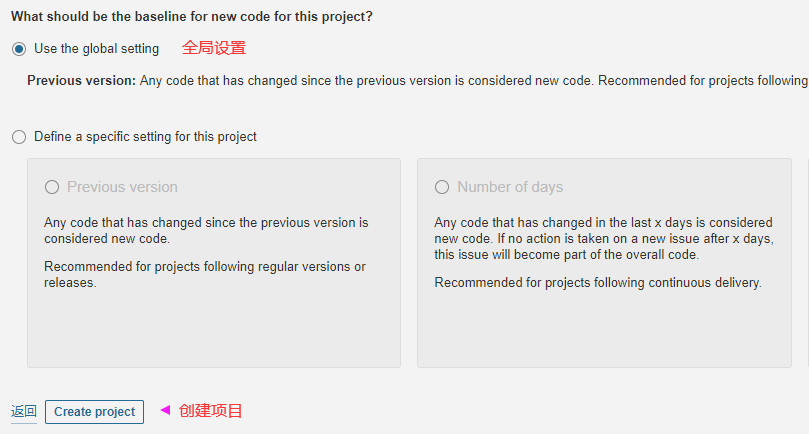 What should be the baseline for new code for this project?
Use the global setting 全局设置
Previous version: Any code that has changed since the previous version is considered new code. Recommended for projects following
Define a specific setting for this project
Previous version
Any code that has changed since the previous version is
considered new code.
Recommended for projects following regular versions or
releases.
Number of days
Any code that has changed in the last x days is considered
new code. If no action is taken on a new issue after x days,
this issue will become part of the overall code.
Recommended for projects following continuous delivery.
返回 Create project 创建项目